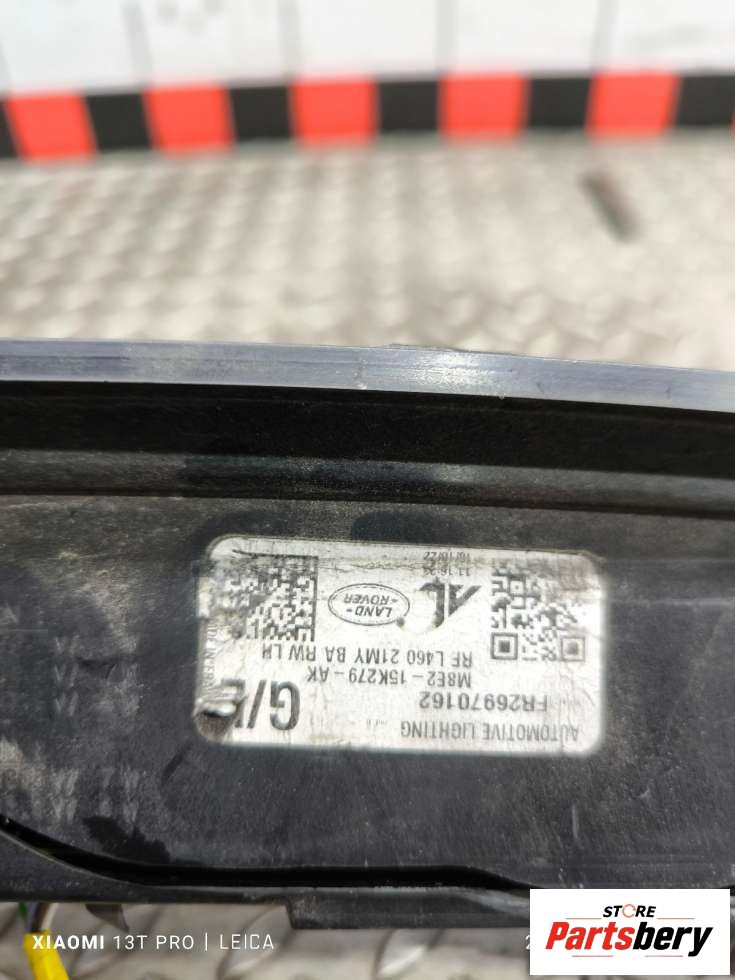 AUTOMOTIVE LIGHTING
FR26970162
M8E2-15K279-AK
RF L460 21MY BA RW LH
LAND
ROVER
AL
XIAOMI 13T PRO | LEICA
STORE
Partsbery